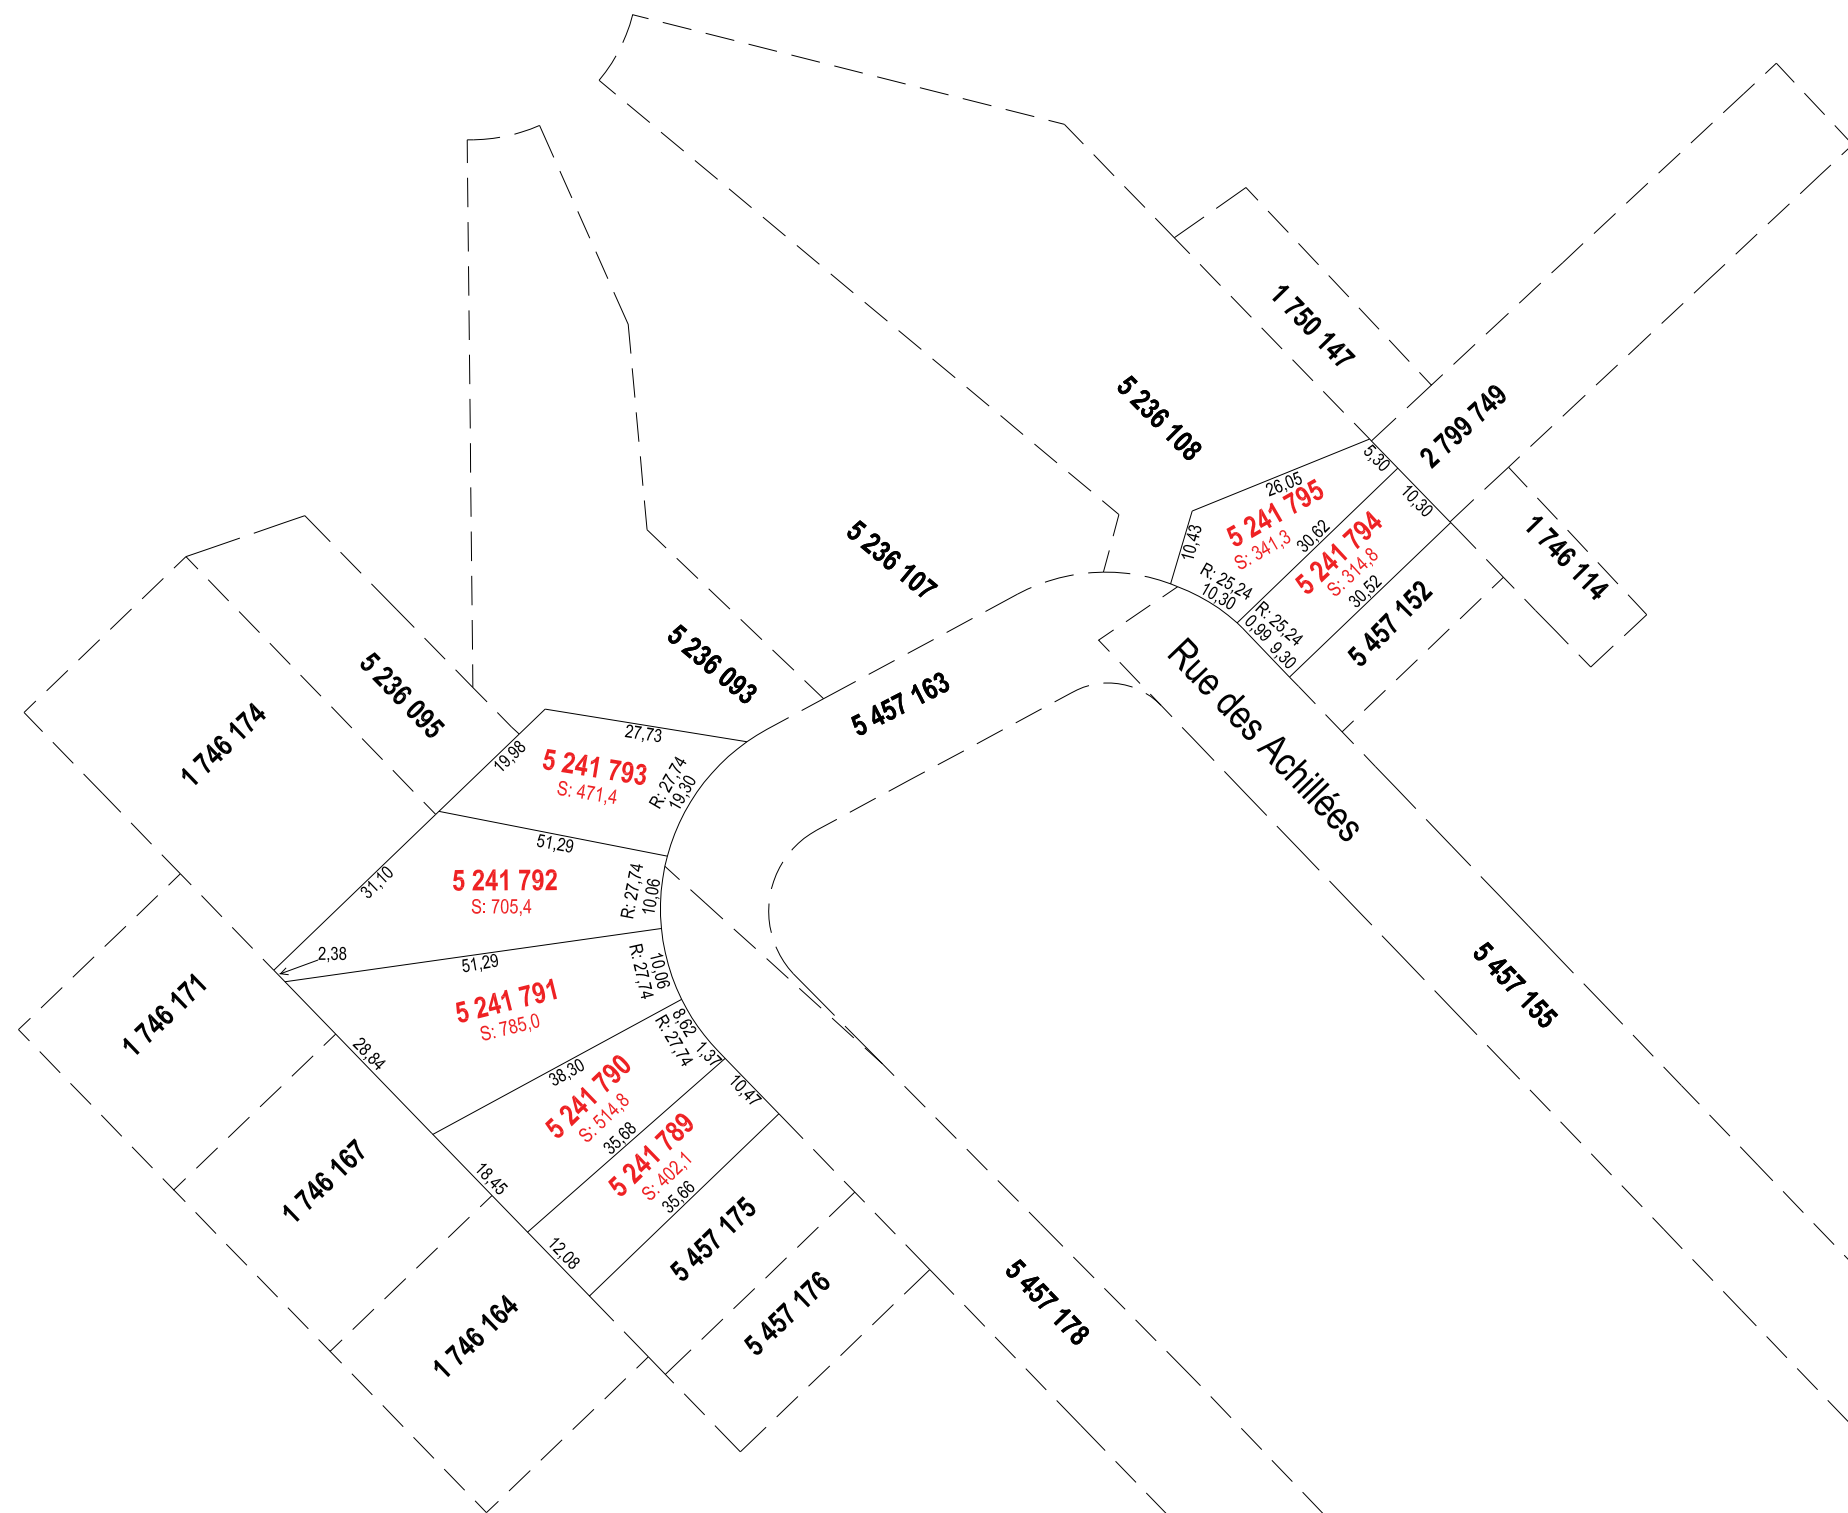 1 750 147
5 236 108
2 799 749
5,30
26,05
10,30
5 241 795
S: 341,3
10,43
30,62
5 241 794
S: 314,8
30,52
R: 25,24
10,30
R: 25,24
0,99
9,30
1 746 114
5 457 152
5 236 107
5 236 093
5 457 163
Rue des Achillées
5 236 095
1 746 174
27,73
19,98
5 241 793
S: 471,4
R: 27,74
19,30
51,29
31,10
5 241 792
S: 705,4
R: 27,74
10,06
2,38
51,29
5 241 791
S: 785,0
10,06
R: 27,74
1 746 171
28,84
8,62
R: 27,74
1,37
38,30
5 241 790
S: 514,8
35,68
10,47
5 241 789
S: 402,1
35,66
18,45
12,08
1 746 167
1 746 164
5 457 175
5 457 176
5 457 178
5 457 155